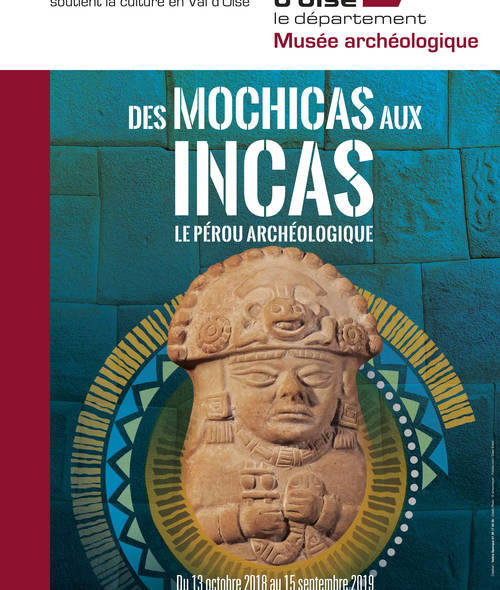 soutient la culture en Val d'Oise
d'oise
le département
Musée archéologique
DES MOCHICAS AUX
INCAS
LE PÉROU ARCHÉOLOGIQUE
Du 13 octobre 2018 au 15 septembre 2019